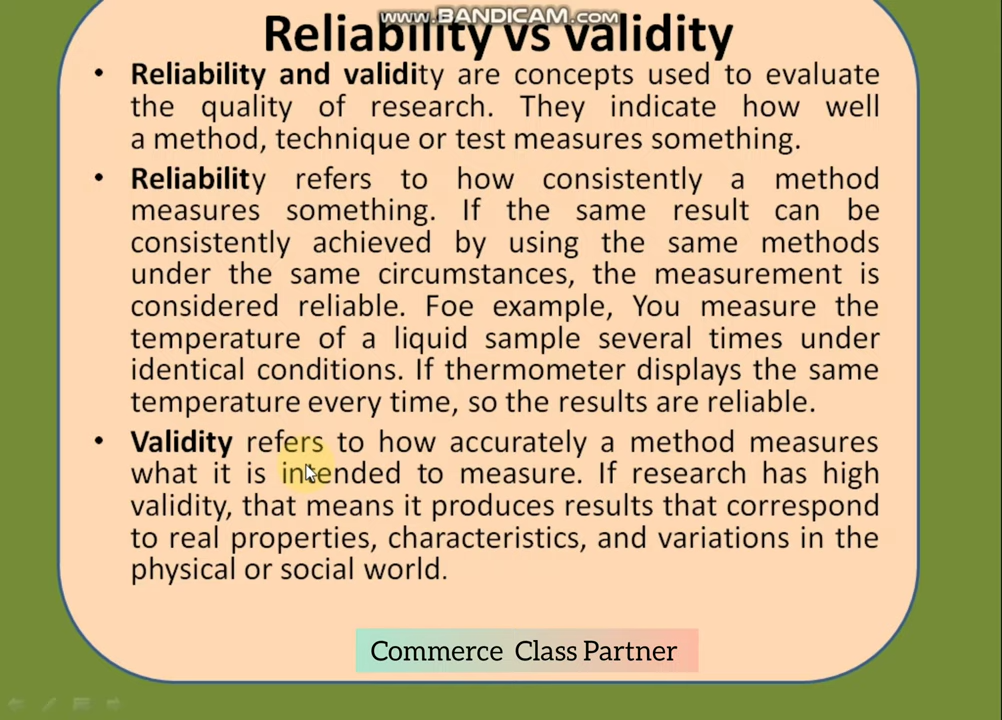 www.BANDICAM.com
Reliability vs validity
• Reliability and validity are concepts used to evaluate
the quality of research. They indicate how well
a method, technique or test measures something.
• Reliability refers to how consistently a method
measures something. If the same result can be
consistently achieved by using the same methods
under the same circumstances, the measurement is
considered reliable. Foe example, You measure the
temperature of a liquid sample several times under
identical conditions. If thermometer displays the same
temperature every time, so the results are reliable.
• Validity refers to how accurately a method measures
what it is intended to measure. If research has high
validity, that means it produces results that correspond
to real properties, characteristics, and variations in the
physical or social world.
Commerce Class Partner